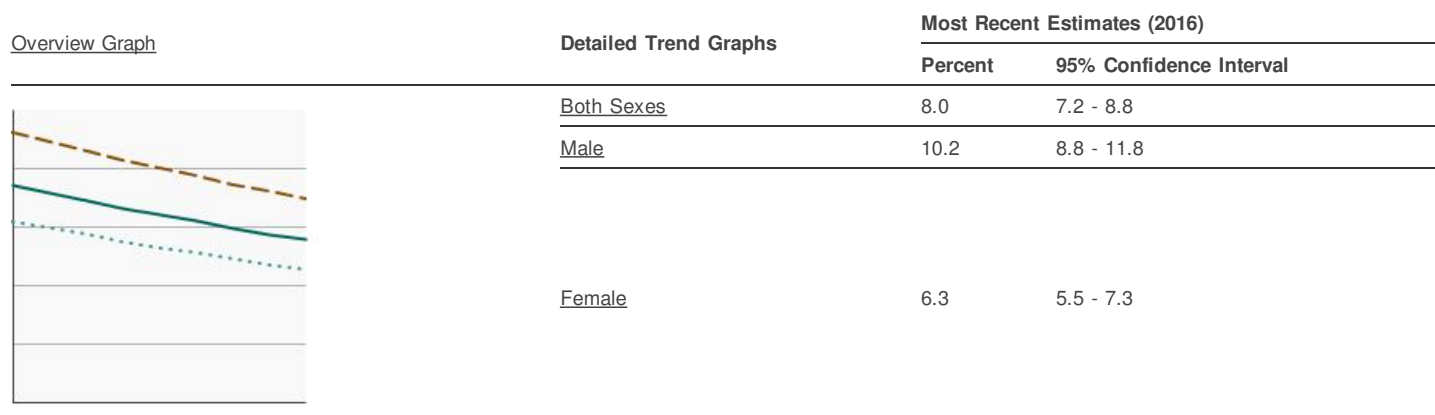 Overview Graph
Detailed Trend Graphs
Most Recent Estimates (2016)
Percent
95% Confidence Interval
Both Sexes 8.0 7.2 - 8.8
Male 10.2 8.8 - 11.8
Female 6.3 5.5 - 7.3